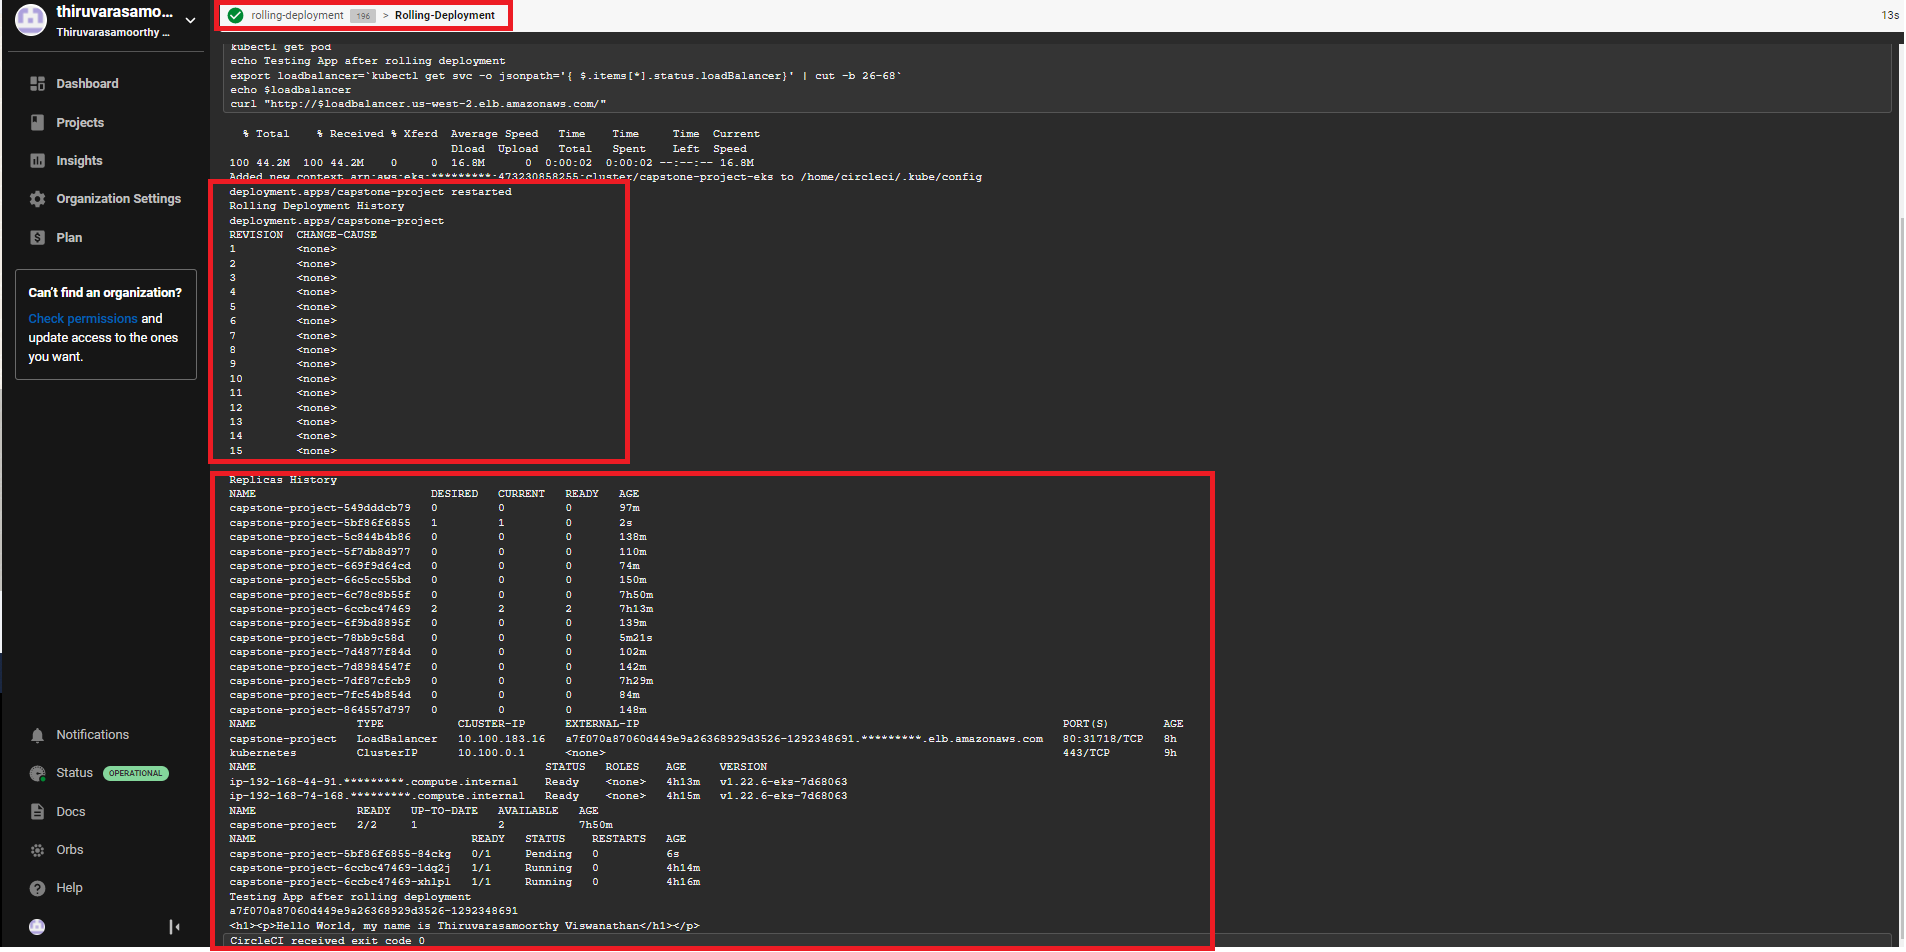 thiruvarasamo...
Thiruvarasamoorthy ...
Dashboard
Projects
Insights
Organization Settings
Plan
Can't find an organization?
Check permissions and
update access to the ones
you want.
Notifications
Status OPERATIONAL
Docs
Orbs
Help
rolling-deployment 196 > Rolling-Deployment
13s
kubectl get pod
echo Testing App after rolling deployment
export loadbalancer=`kubectl get svc -o jsonpath='{ $.items[*].status.loadBalancer}' | cut -b 26-68`
echo $loadbalancer
curl "http://$loadbalancer.us-west-2.elb.amazonaws.com/"
% Total % Received % Xferd Average Speed Time Time Time Current
Dload Upload Total Spent Left Speed
100 44.2M 100 44.2M 0 0 16.8M 0 0:00:02 0:00:02 --:--:-- 16.8M
Added new context arn:aws:eks:*********:473230858255:cluster/capstone-project-eks to /home/circleci/.kube/config
deployment.apps/capstone-project restarted
Rolling Deployment History
deployment.apps/capstone-project
REVISION CHANGE-CAUSE
1 <none>
2 <none>
3 <none>
4 <none>
5 <none>
6 <none>
7 <none>
8 <none>
9 <none>
10 <none>
11 <none>
12 <none>
13 <none>
14 <none>
15 <none>
Replicas History
NAME DESIRED CURRENT READY AGE
capstone-project-549dddcb79 0 0 0 97m
capstone-project-5bf86f6855 1 1 0 2s
capstone-project-5c844b4b86 0 0 0 138m
capstone-project-5f7db8d977 0 0 0 110m
capstone-project-669f9d64cd 0 0 0 74m
capstone-project-66c5cc55bd 0 0 0 150m
capstone-project-6c78c8b55f 0 0 0 7h50m
capstone-project-6ccbc47469 2 2 2 7h13m
capstone-project-6f9bd8895f 0 0 0 139m
capstone-project-78bb9c58d 0 0 0 5m21s
capstone-project-7d4877f84d 0 0 0 102m
capstone-project-7d8984547f 0 0 0 142m
capstone-project-7df87cfcb9 0 0 0 7h29m
capstone-project-7fc54b854d 0 0 0 84m
capstone-project-864557d797 0 0 0 148m
NAME TYPE CLUSTER-IP EXTERNAL-IP PORT(S) AGE
capstone-project LoadBalancer 10.100.183.16 a7f070a87060d449e9a26368929d3526-1292348691.*********.elb.amazonaws.com 80:31718/TCP 8h
kubernetes ClusterIP 10.100.0.1 <none> 443/TCP 9h
NAME STATUS ROLES AGE VERSION
ip-192-168-44-91.*********.compute.internal Ready <none> 4h13m v1.22.6-eks-7d68063
ip-192-168-74-168.*********.compute.internal Ready <none> 4h15m v1.22.6-eks-7d68063
NAME READY UP-TO-DATE AVAILABLE AGE
capstone-project 2/2 1 2 7h50m
NAME READY STATUS RESTARTS AGE
capstone-project-5bf86f6855-84ckg 0/1 Pending 0 6s
capstone-project-6ccbc47469-ldq2j 1/1 Running 0 4h14m
capstone-project-6ccbc47469-xhlpl 1/1 Running 0 4h16m
Testing App after rolling deployment
a7f070a87060d449e9a26368929d3526-1292348691
<h1><p>Hello World, my name is Thiruvarasamoorthy Viswanathan</h1></p>
CircleCI received exit code 0